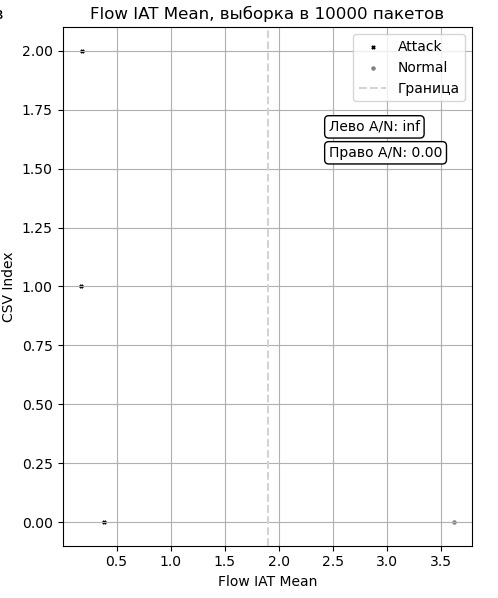 в
Flow IAT Mean, выборка в 10000 пакетов
Attack
Normal
Граница
Лево A/N: inf
Право A/N: 0.00
2.00
1.75
1.50
1.25
1.00
0.75
0.50
0.25
0.00
CSV Index
0.5 1.0 1.5 2.0 2.5 3.0 3.5
Flow IAT Mean